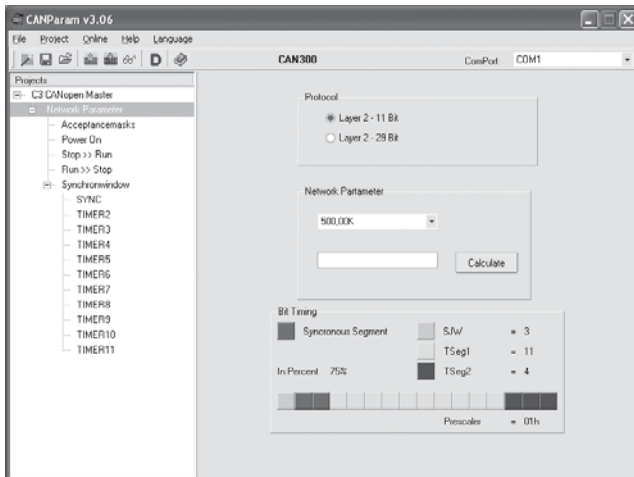 CANParam v3.06
File Project Online Help Language
D
CAN300
ComPort COM1
Projects
C3 CANopen Master
Network Parameter
Acceptancemasks
Power On
Stop >> Run
Run >> Stop
Synchronwindow
SYNC
TIMER2
TIMER3
TIMER4
TIMER5
TIMER6
TIMER7
TIMER8
TIMER9
TIMER10
TIMER11
Protocol
Layer 2 - 11 Bit
Layer 2 - 29 Bit
Network Partameter
500,00K
Calculate
Bit Timing
Syncronous Segment
SJW = 3
TSeg1 = 11
In Percent 75% TSeg2 = 4
Prescaler = 01h